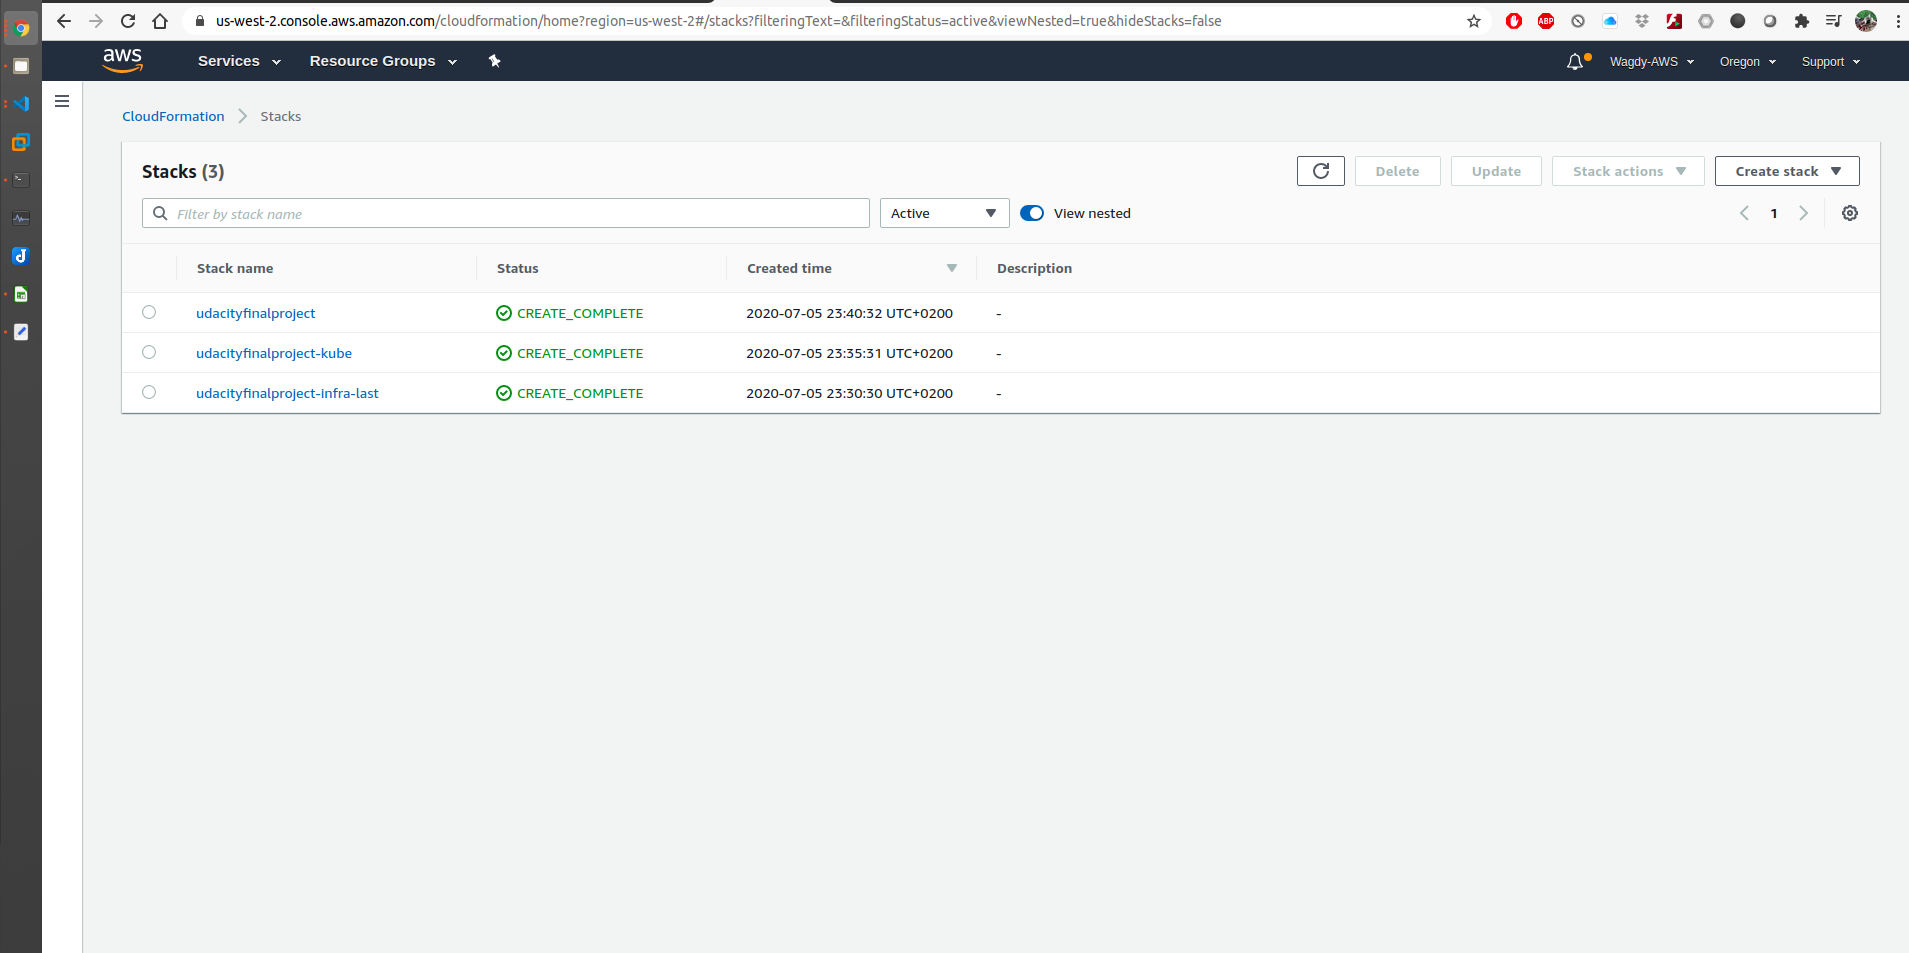 us-west-2.console.aws.amazon.com/cloudformation/home?region=us-west-2#/stacks?filteringText=&filteringStatus=active&viewNested=true&hideStacks=false
ABP
aws Services Resource Groups Wagdy-AWS Oregon Support
CloudFormation Stacks
Stacks (3) Delete Update Stack actions Create stack
Filter by stack name Active View nested 1
Stack name Status Created time Description
udacityfinalproject CREATE_COMPLETE 2020-07-05 23:40:32 UTC+0200 -
udacityfinalproject-kube CREATE_COMPLETE 2020-07-05 23:35:31 UTC+0200 -
udacityfinalproject-infra-last CREATE_COMPLETE 2020-07-05 23:30:30 UTC+0200 -